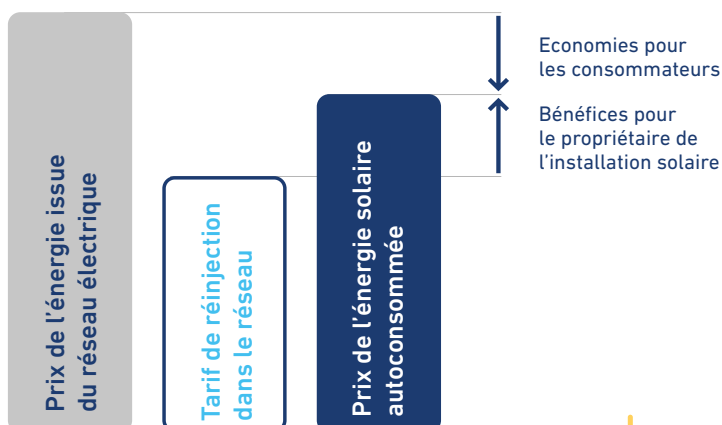 Economies pour
les consommateurs
Bénéfices pour
le propriétaire de
l'installation solaire
Prix de l'énergie issue
du réseau électrique
Tarif de réinjection
dans le réseau
Prix de l'énergie solaire
autoconsommée